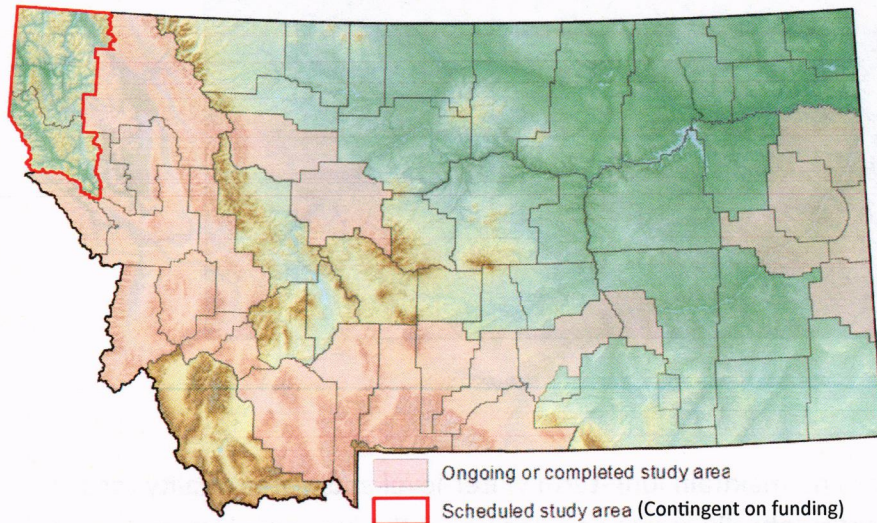 Ongoing or completed study area
Scheduled study area (Contingent on funding)